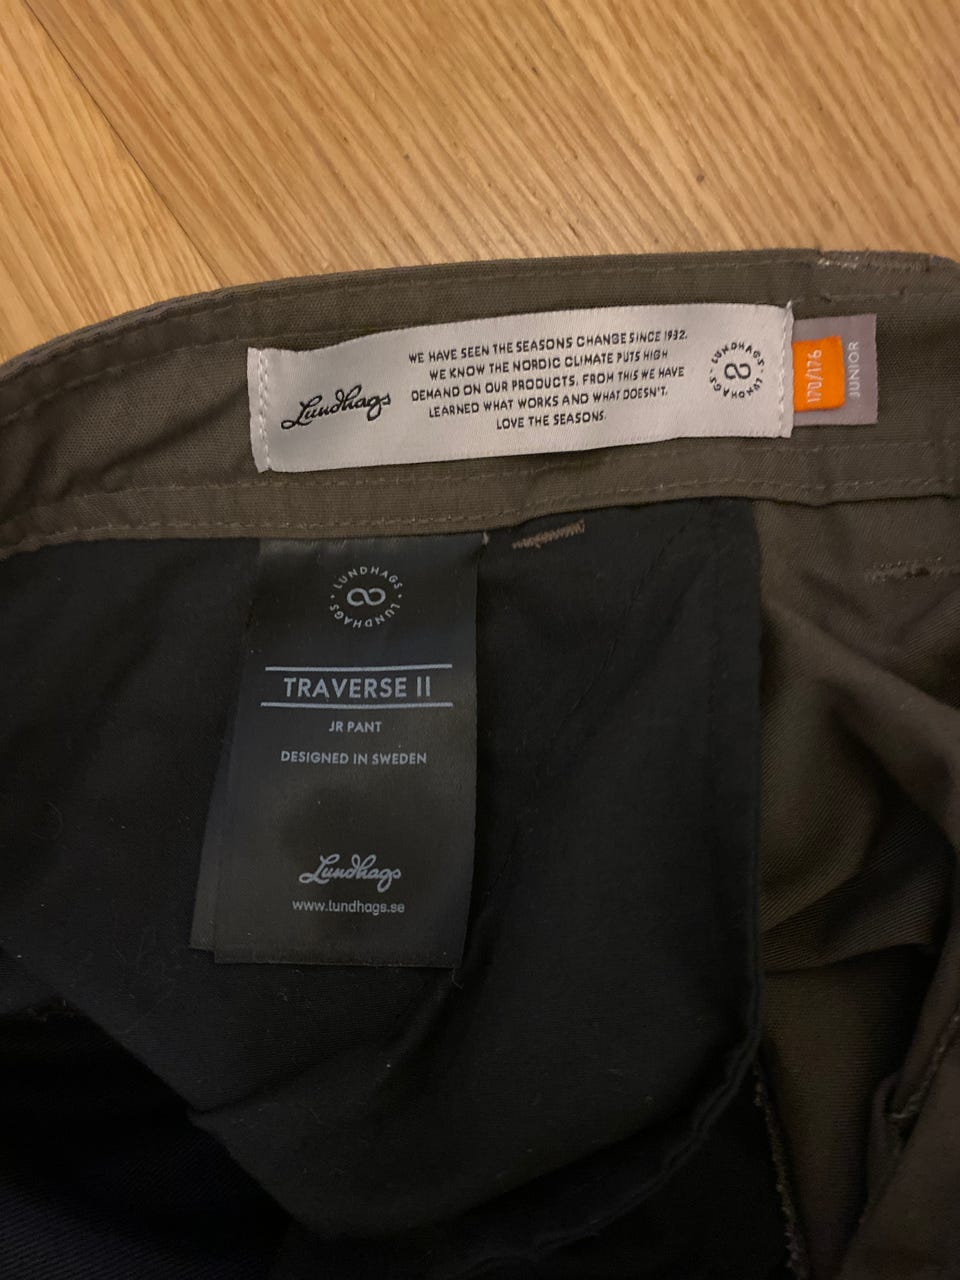 Lundhags
WE HAVE SEEN THE SEASONS CHANGE SINCE 1932.
WE KNOW THE NORDIC CLIMATE PUTS HIGH
DEMAND ON OUR PRODUCTS. FROM THIS WE HAVE
LEARNED WHAT WORKS AND WHAT DOESN'T.
LOVE THE SEASONS.
LUNDHAGS · LUNDHAGS ·
170/176
JUNIOR
LUNDHAGS · LUNDHAGS ·
TRAVERSE II
JR PANT
DESIGNED IN SWEDEN
Lundhags
www.lundhags.se